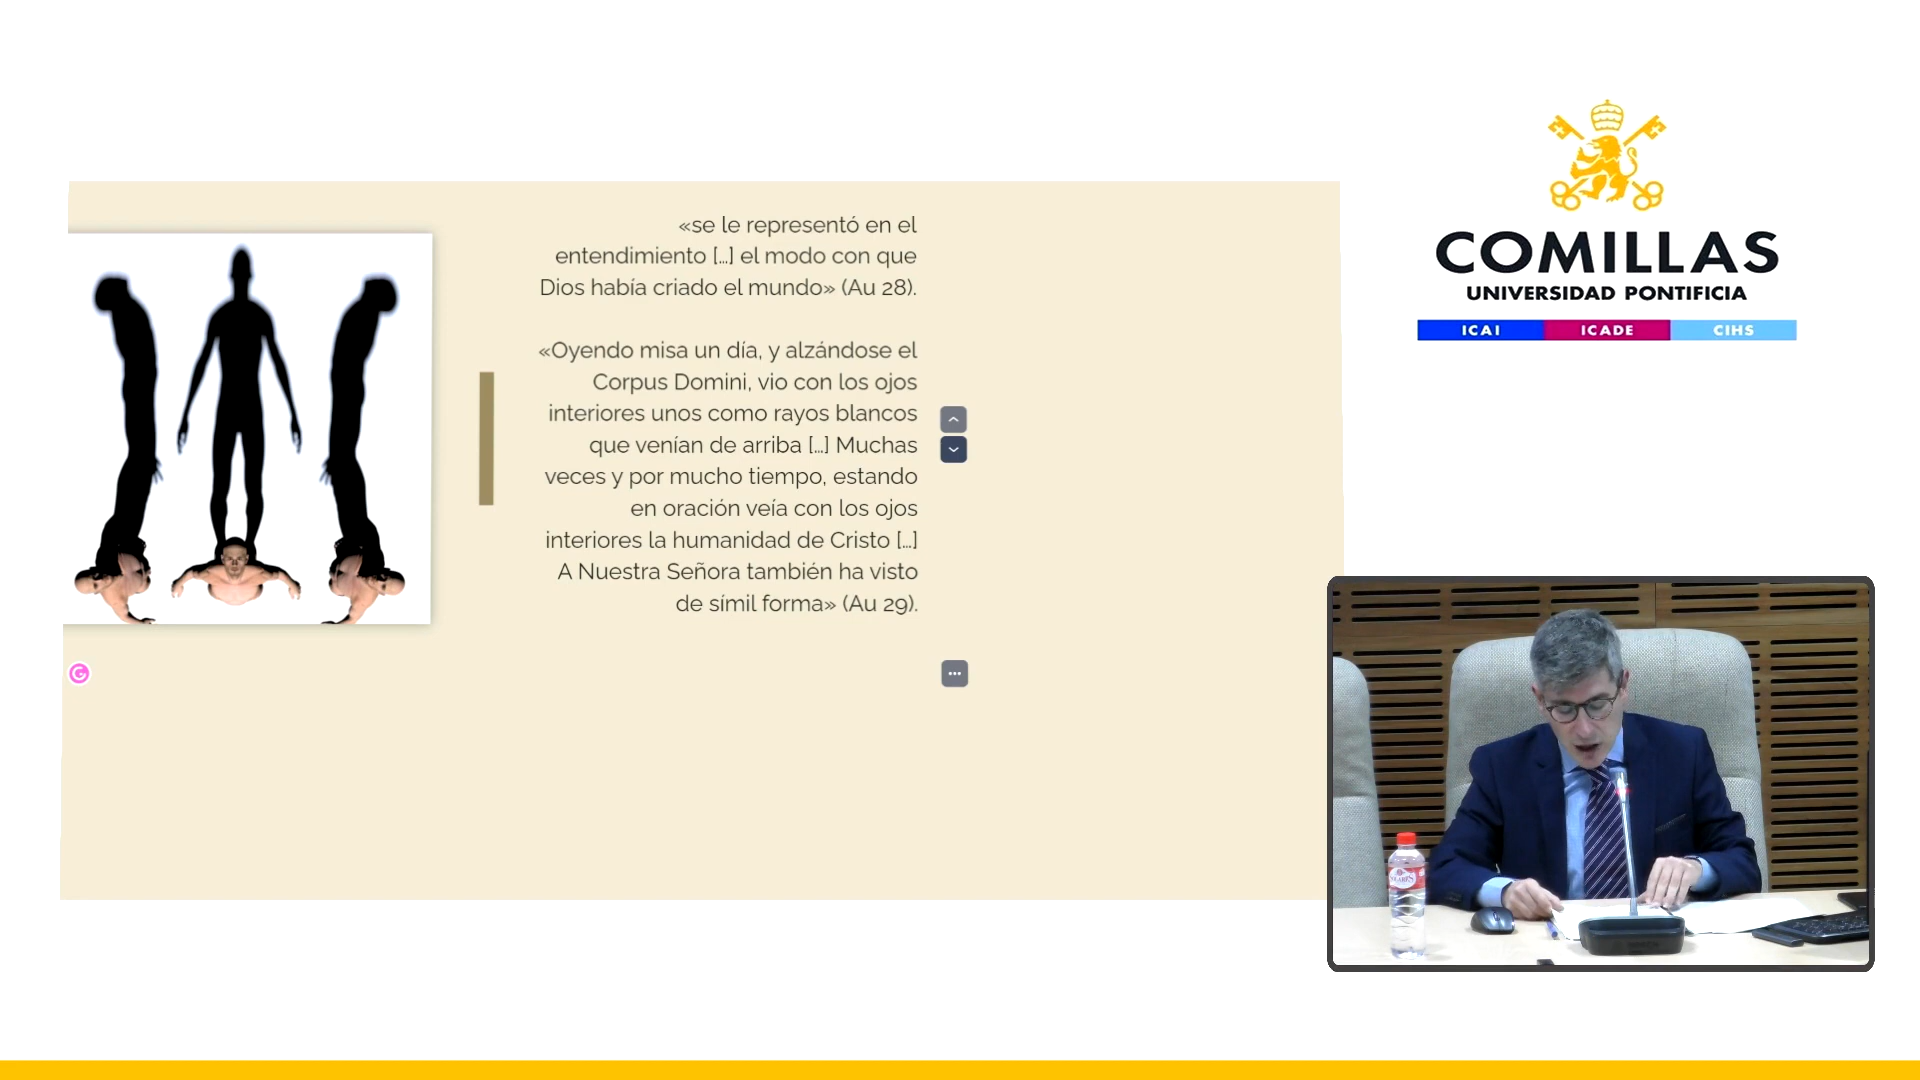 «se le representó en el
entendimiento [...] el modo con que
Dios había criado el mundo» (Au 28).
«Oyendo misa un día, y alzándose el
Corpus Domini, vio con los ojos
interiores unos como rayos blancos
que venían de arriba [...] Muchas
veces y por mucho tiempo, estando
en oración veía con los ojos
interiores la humanidad de Cristo [...]
A Nuestra Señora también ha visto
de símil forma» (Au 29).
COMILLAS
UNIVERSIDAD PONTIFICIA
ICAI ICADE CIHS